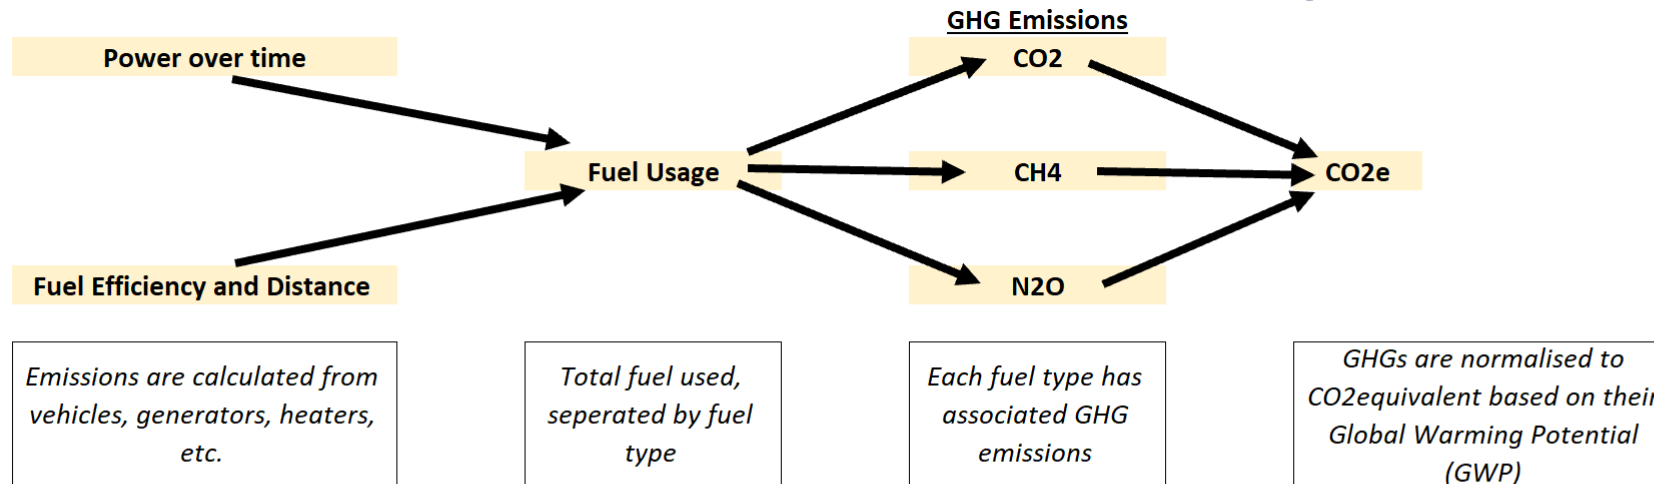 GHG Emissions
Power over time
CO2
Fuel Usage
CH4
CO2e
Fuel Efficiency and Distance
N2O
Emissions are calculated from
vehicles, generators, heaters,
etc.
Total fuel used,
seperated by fuel
type
Each fuel type has
associated GHG
emissions
GHGs are normalised to
CO2equivalent based on their
Global Warming Potential
(GWP)